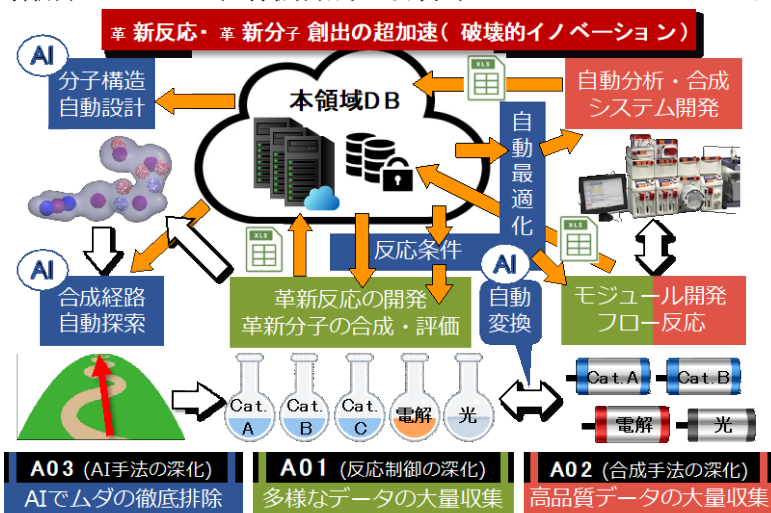 革新反応・革新分子創出の超加速(破壊的イノベーション)
AI
分子構造
自動設計
本領域DB
XLS
自動分析・合成
システム開発
自動最適化
反応条件
XLS
XLS
AI
合成経路
自動探索
革新反応の開発
革新分子の合成・評価
AI
自動
変換
モジュール開発
フロー反応
Cat.
A
Cat.
B
Cat.
C
電解
光
Cat.A
Cat.B
電解
光
A03 (AI手法の深化)
AIでムダの徹底排除
A01 (反応制御の深化)
多様なデータの大量収集
A02 (合成手法の深化)
高品質データの大量収集